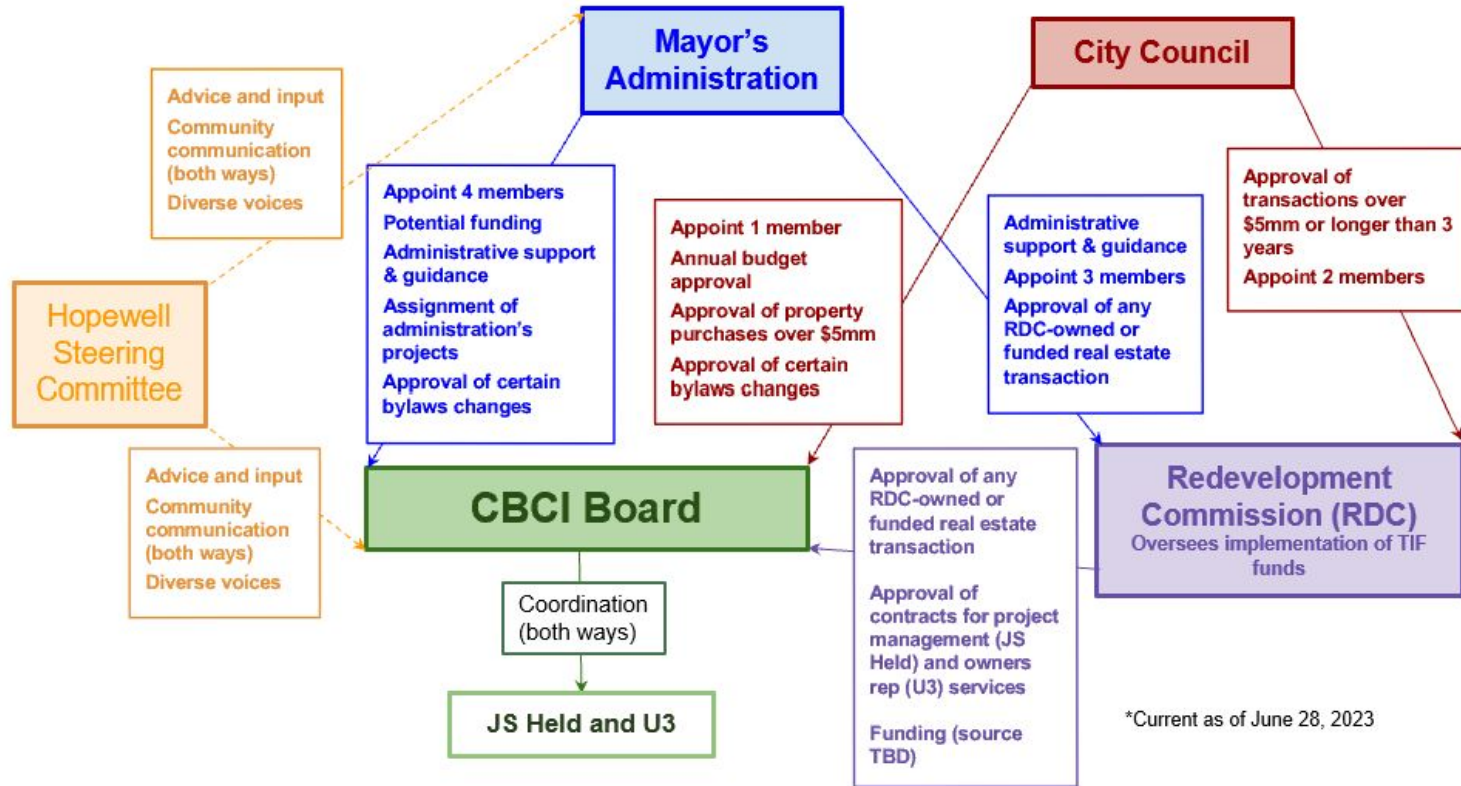 Mayor's
Administration
City Council
Advice and input
Community
communication
(both ways)
Diverse voices
Appoint 4 members
Potential funding
Administrative support
& guidance
Assignment of
administration's
projects
Approval of certain
bylaws changes
Appoint 1 member
Annual budget
approval
Approval of property
purchases over $5mm
Approval of certain
bylaws changes
Administrative
support & guidance
Appoint 3 members
Approval of any
RDC-owned or
funded real estate
transaction
Approval of
transactions over
$5mm or longer than 3
years
Appoint 2 members
Hopewell
Steering
Committee
Advice and input
Community
communication
(both ways)
Diverse voices
CBCI Board
Approval of any
RDC-owned or
funded real estate
transaction
Approval of
contracts for project
management (JS
Held) and owners
rep (U3) services
Funding (source
TBD)
Redevelopment
Commission (RDC)
Oversees implementation of TIF
funds
Coordination
(both ways)
JS Held and U3
*Current as of June 28, 2023